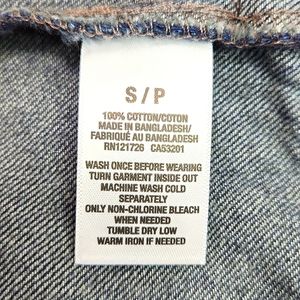 S / P
100% COTTON/COTON
MADE IN BANGLADESH/
FABRIQUÉ AU BANGLADESH
RN121726 CA53201
WASH ONCE BEFORE WEARING
TURN GARMENT INSIDE OUT
MACHINE WASH COLD
SEPARATELY
ONLY NON-CHLORINE BLEACH
WHEN NEEDED
TUMBLE DRY LOW
WARM IRON IF NEEDED